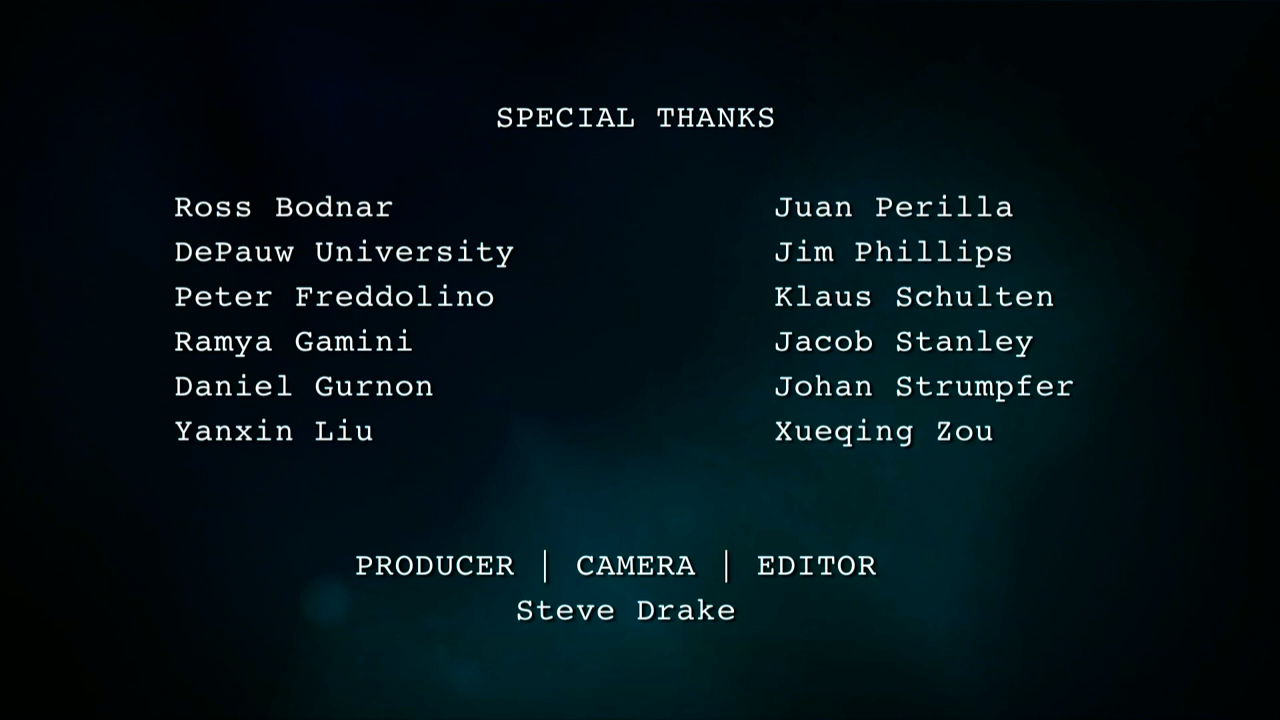 SPECIAL THANKS
Ross Bodnar
DePauw University
Peter Freddolino
Ramya Gamini
Daniel Gurnon
Yanxin Liu
Juan Perilla
Jim Phillips
Klaus Schulten
Jacob Stanley
Johan Strumpfer
Xueqing Zou
PRODUCER | CAMERA | EDITOR
Steve Drake